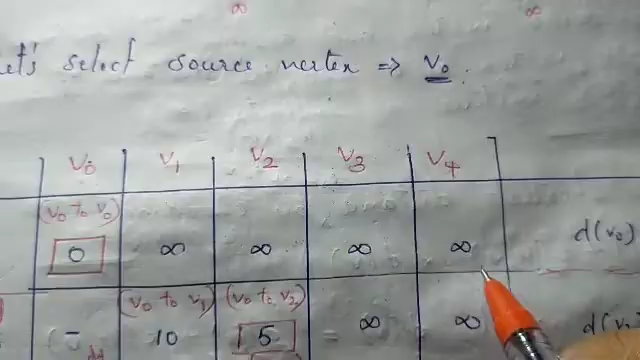 ∞ ∞
let's select source vertex => V0.
V0 V1 V2 V3 V4
(V0 to V0)
0 ∞ ∞ ∞ ∞ d(V0)
(V0 to V1) (V0 to V2)
– 10 5 ∞ ∞